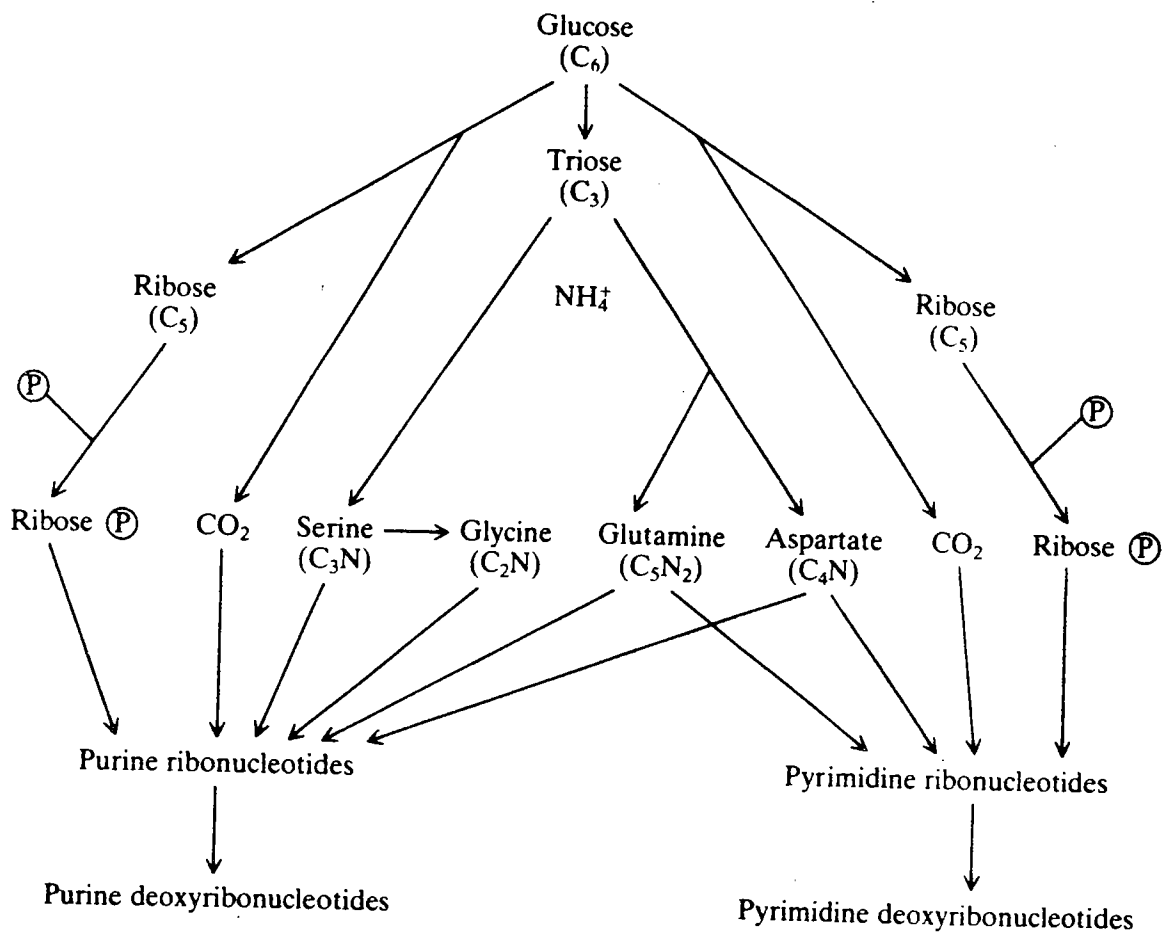 Glucose
(C₆)
Triose
(C₃)
NH₄⁺
Ribose
(C₅)
Ribose
(C₅)
P
P
Ribose P
CO₂
Serine
(C₃N)
Glycine
(C₂N)
Glutamine
(C₅N₂)
Aspartate
(C₄N)
CO₂
Ribose P
Purine ribonucleotides
Pyrimidine ribonucleotides
Purine deoxyribonucleotides
Pyrimidine deoxyribonucleotides